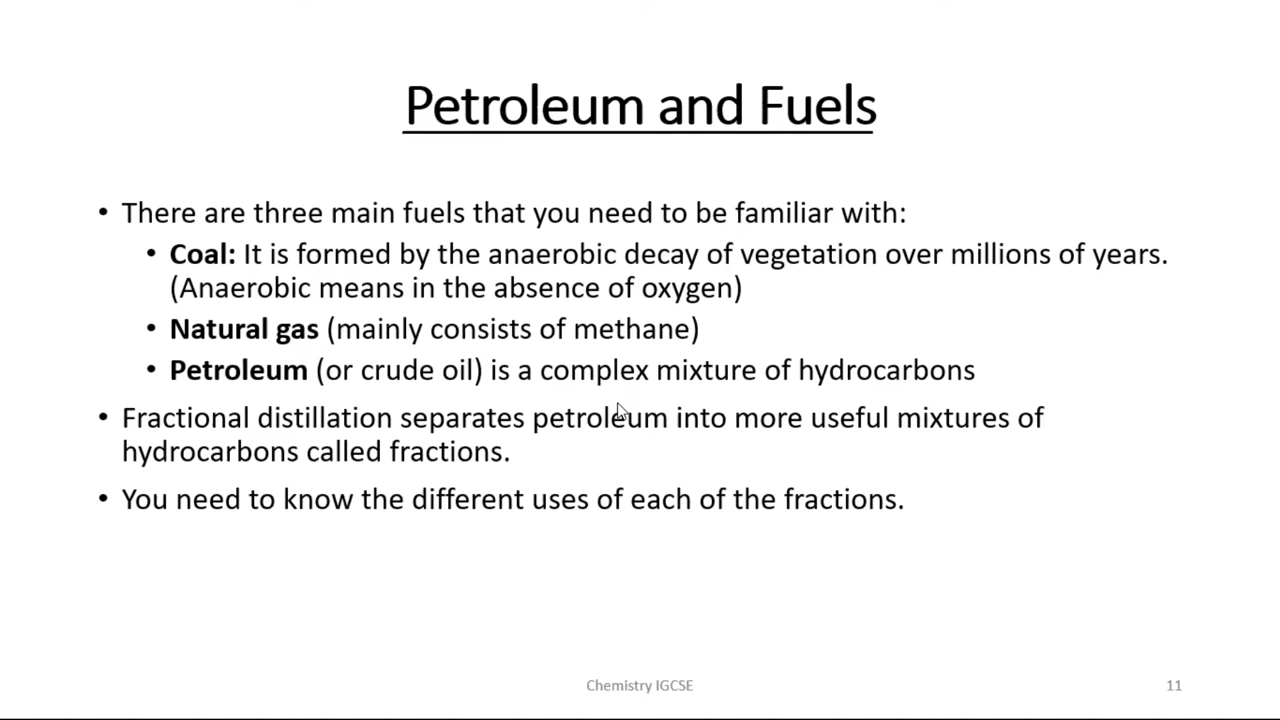 Petroleum and Fuels
• There are three main fuels that you need to be familiar with:
• Coal: It is formed by the anaerobic decay of vegetation over millions of years.
(Anaerobic means in the absence of oxygen)
• Natural gas (mainly consists of methane)
• Petroleum (or crude oil) is a complex mixture of hydrocarbons
• Fractional distillation separates petroleum into more useful mixtures of
hydrocarbons called fractions.
• You need to know the different uses of each of the fractions.
Chemistry IGCSE
11